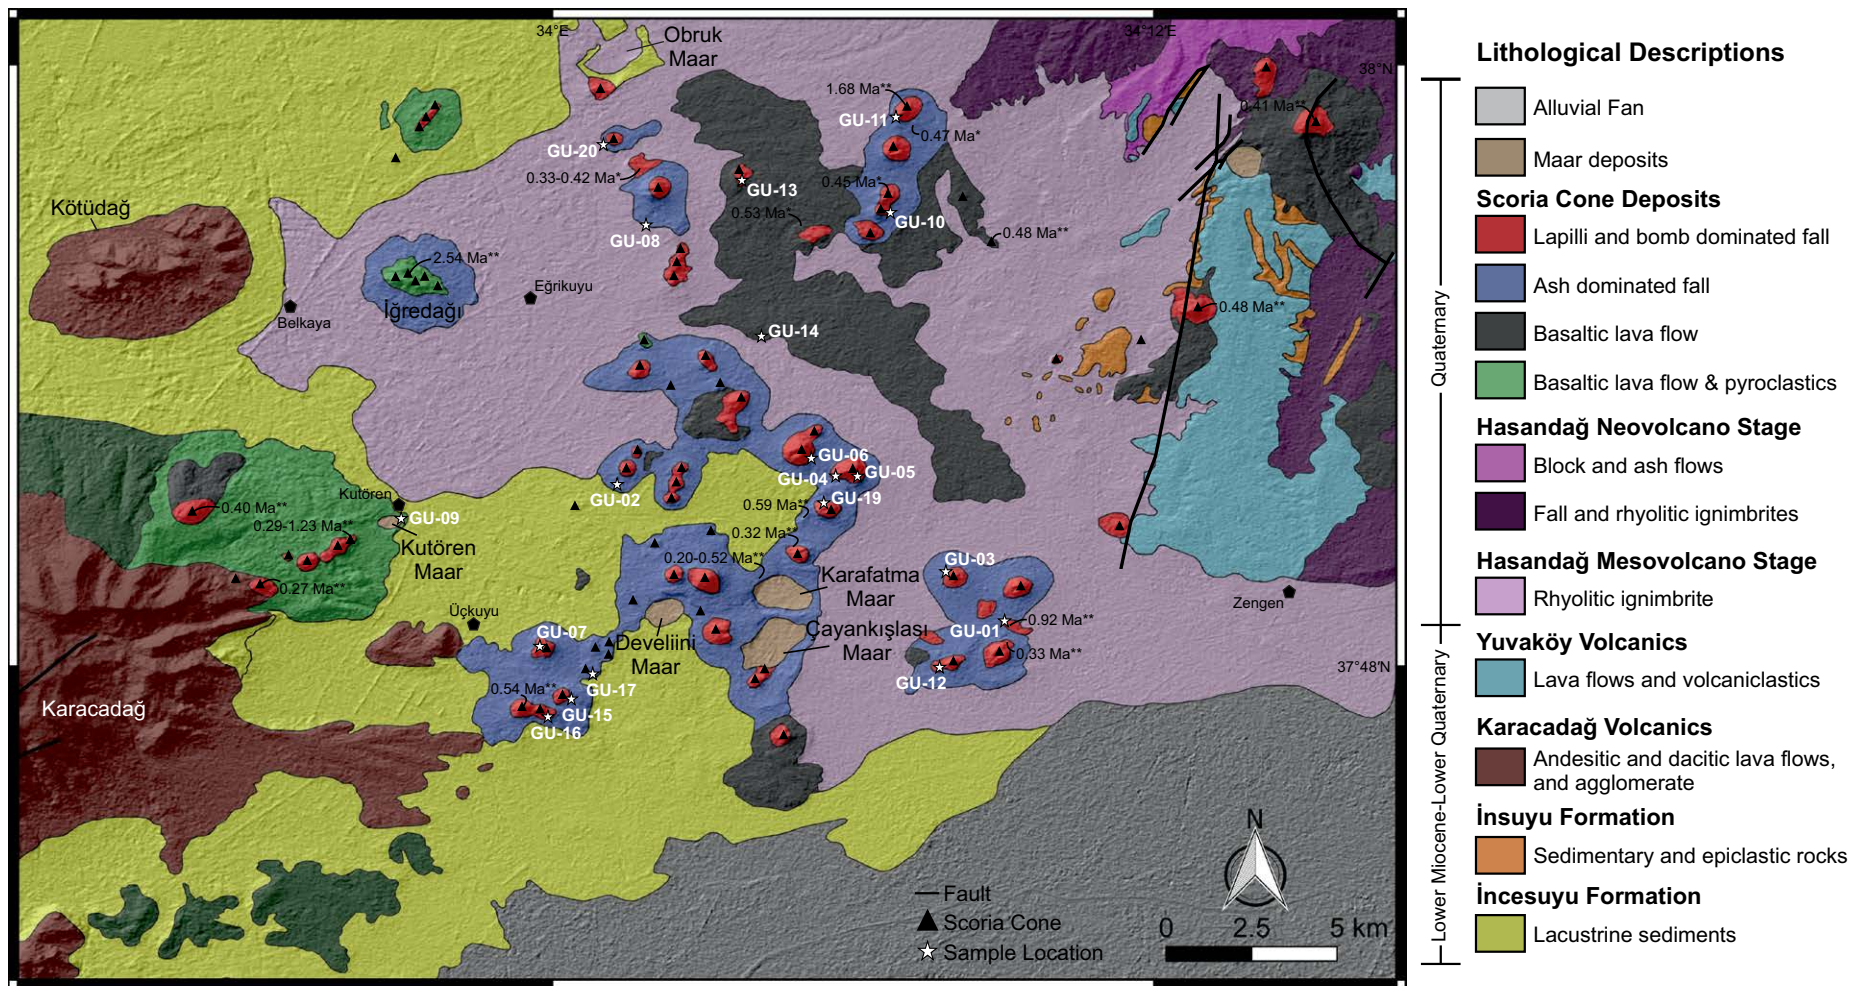 34°E
34°12'E
38°N
37°48'N
Obruk
Maar
1.68 Ma**
GU-11
0.47 Ma*
0.41 Ma**
GU-20
0.33-0.42 Ma*
GU-13
0.45 Ma*
0.53 Ma*
GU-10
GU-08
0.48 Ma**
Kötüdağ
2.54 Ma**
İğredağı
Eğrikuyu
Belkaya
0.48 Ma**
GU-14
GU-06
GU-04
GU-05
GU-02
GU-19
0.59 Ma**
0.32 Ma**
0.20-0.52 Ma**
Kutören
0.40 Ma**
GU-09
0.29-1.23 Ma**
Kutören
Maar
0.27 Ma**
GU-03
Karafatma
Maar
Zengen
Üçkuyu
GU-07
Develiini
Maar
Çayankışlası
Maar
GU-01
0.92 Ma**
0.33 Ma**
GU-12
GU-17
0.54 Ma**
GU-15
GU-16
Karacadağ
N
Fault
Scoria Cone
Sample Location
0 2.5 5 km
Lithological Descriptions
Quaternary
Lower Miocene-Lower Quaternary
Alluvial Fan
Maar deposits
Scoria Cone Deposits
Lapilli and bomb dominated fall
Ash dominated fall
Basaltic lava flow
Basaltic lava flow & pyroclastics
Hasandağ Neovolcano Stage
Block and ash flows
Fall and rhyolitic ignimbrites
Hasandağ Mesovolcano Stage
Rhyolitic ignimbrite
Yuvaköy Volcanics
Lava flows and volcaniclastics
Karacadağ Volcanics
Andesitic and dacitic lava flows,
and agglomerate
İnsuyu Formation
Sedimentary and epiclastic rocks
İncesuyu Formation
Lacustrine sediments